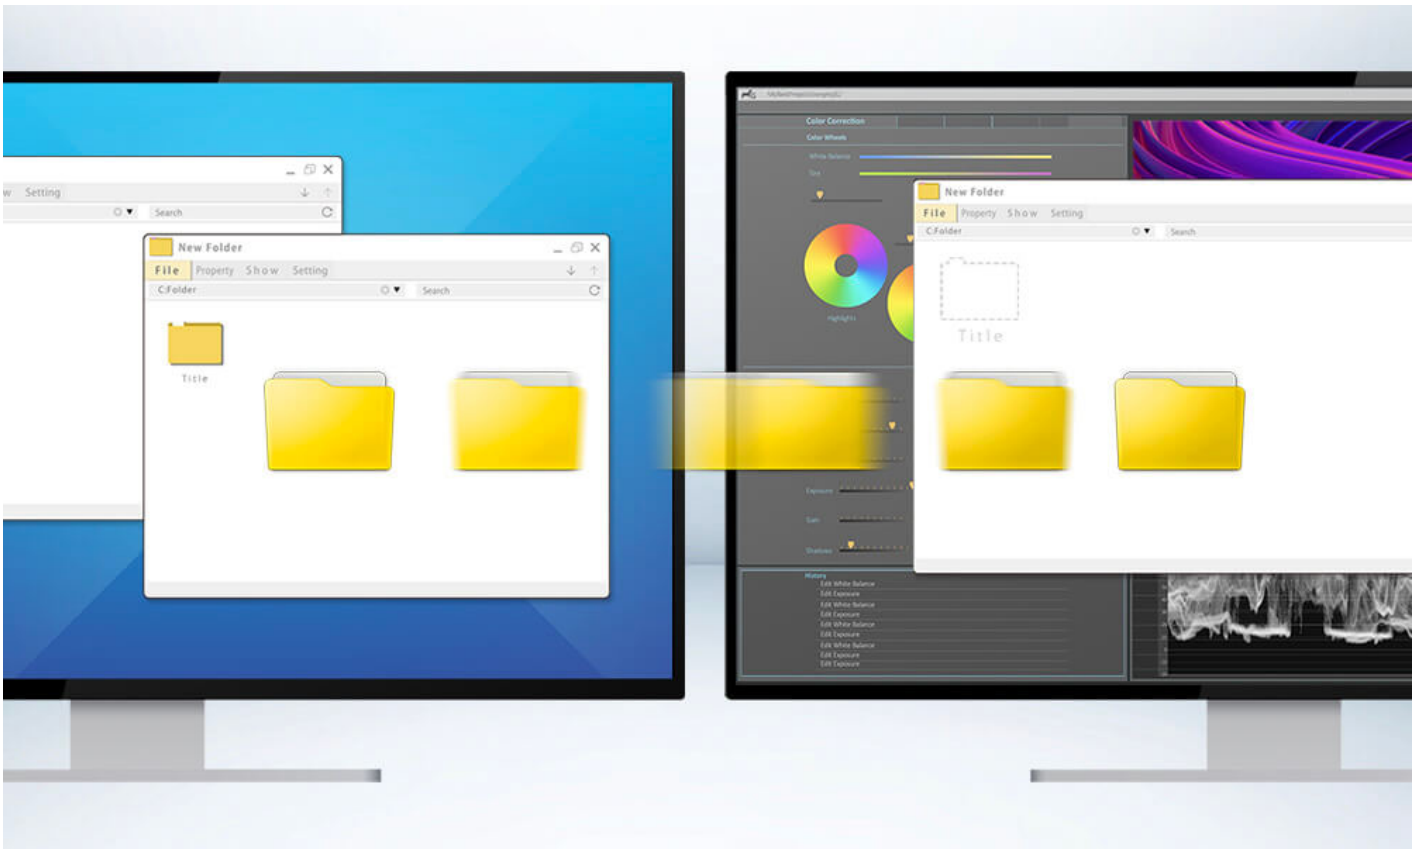 w Setting
Search
New Folder
File Property Show Setting
C:Folder Search
Title
Color Correction
Color Wheels
White Balance
Tint
Highlights
New Folder
File Property Show Setting
C:Folder Search
Title
Exposure
Gain
Shadows
History
Edit White Balance
Edit Exposure
Edit White Balance
Edit Exposure
Edit White Balance
Edit Exposure
Edit White Balance
Edit Exposure
Edit Exposure